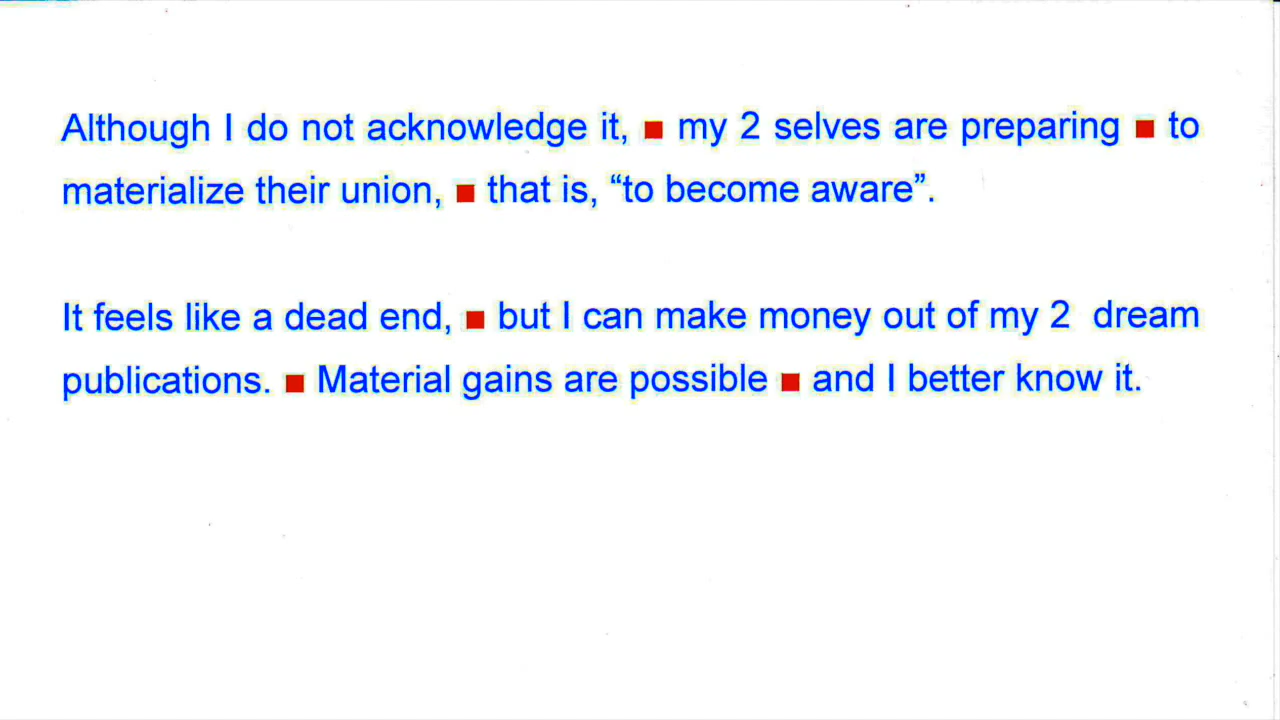 Although I do not acknowledge it, ■ my 2 selves are preparing ■ to
materialize their union, ■ that is, “to become aware”.
It feels like a dead end, ■ but I can make money out of my 2 dream
publications. ■ Material gains are possible ■ and I better know it.